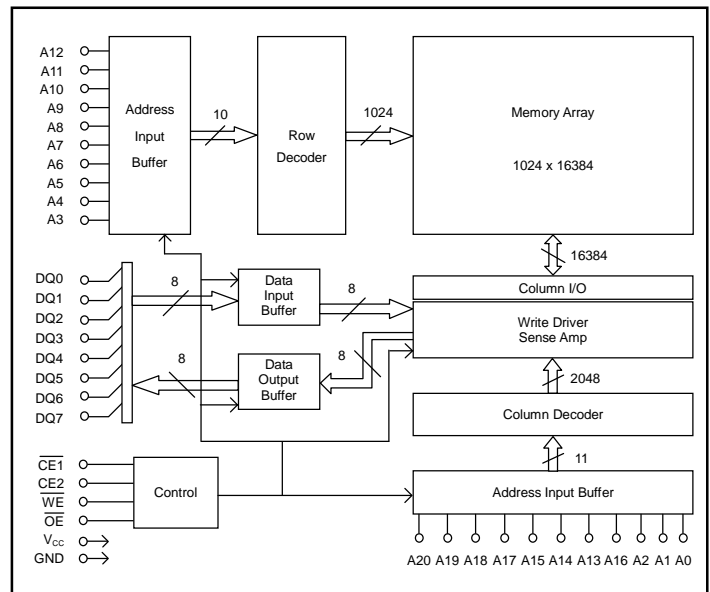 A12
A11
A10
A9
A8
A7
A6
A5
A4
A3
Address
Input
Buffer
10
Row
Decoder
1024
Memory Array
1024 x 16384
16384
DQ0
DQ1
DQ2
DQ3
DQ4
DQ5
DQ6
DQ7
8
Data
Input
Buffer
8
Column I/O
Write Driver
Sense Amp
8
Data
Output
Buffer
8
2048
Column Decoder
11
CE1
CE2
WE
OE
VCC
GND
Control
Address Input Buffer
A20 A19 A18 A17 A15 A14 A13 A16 A2 A1 A0